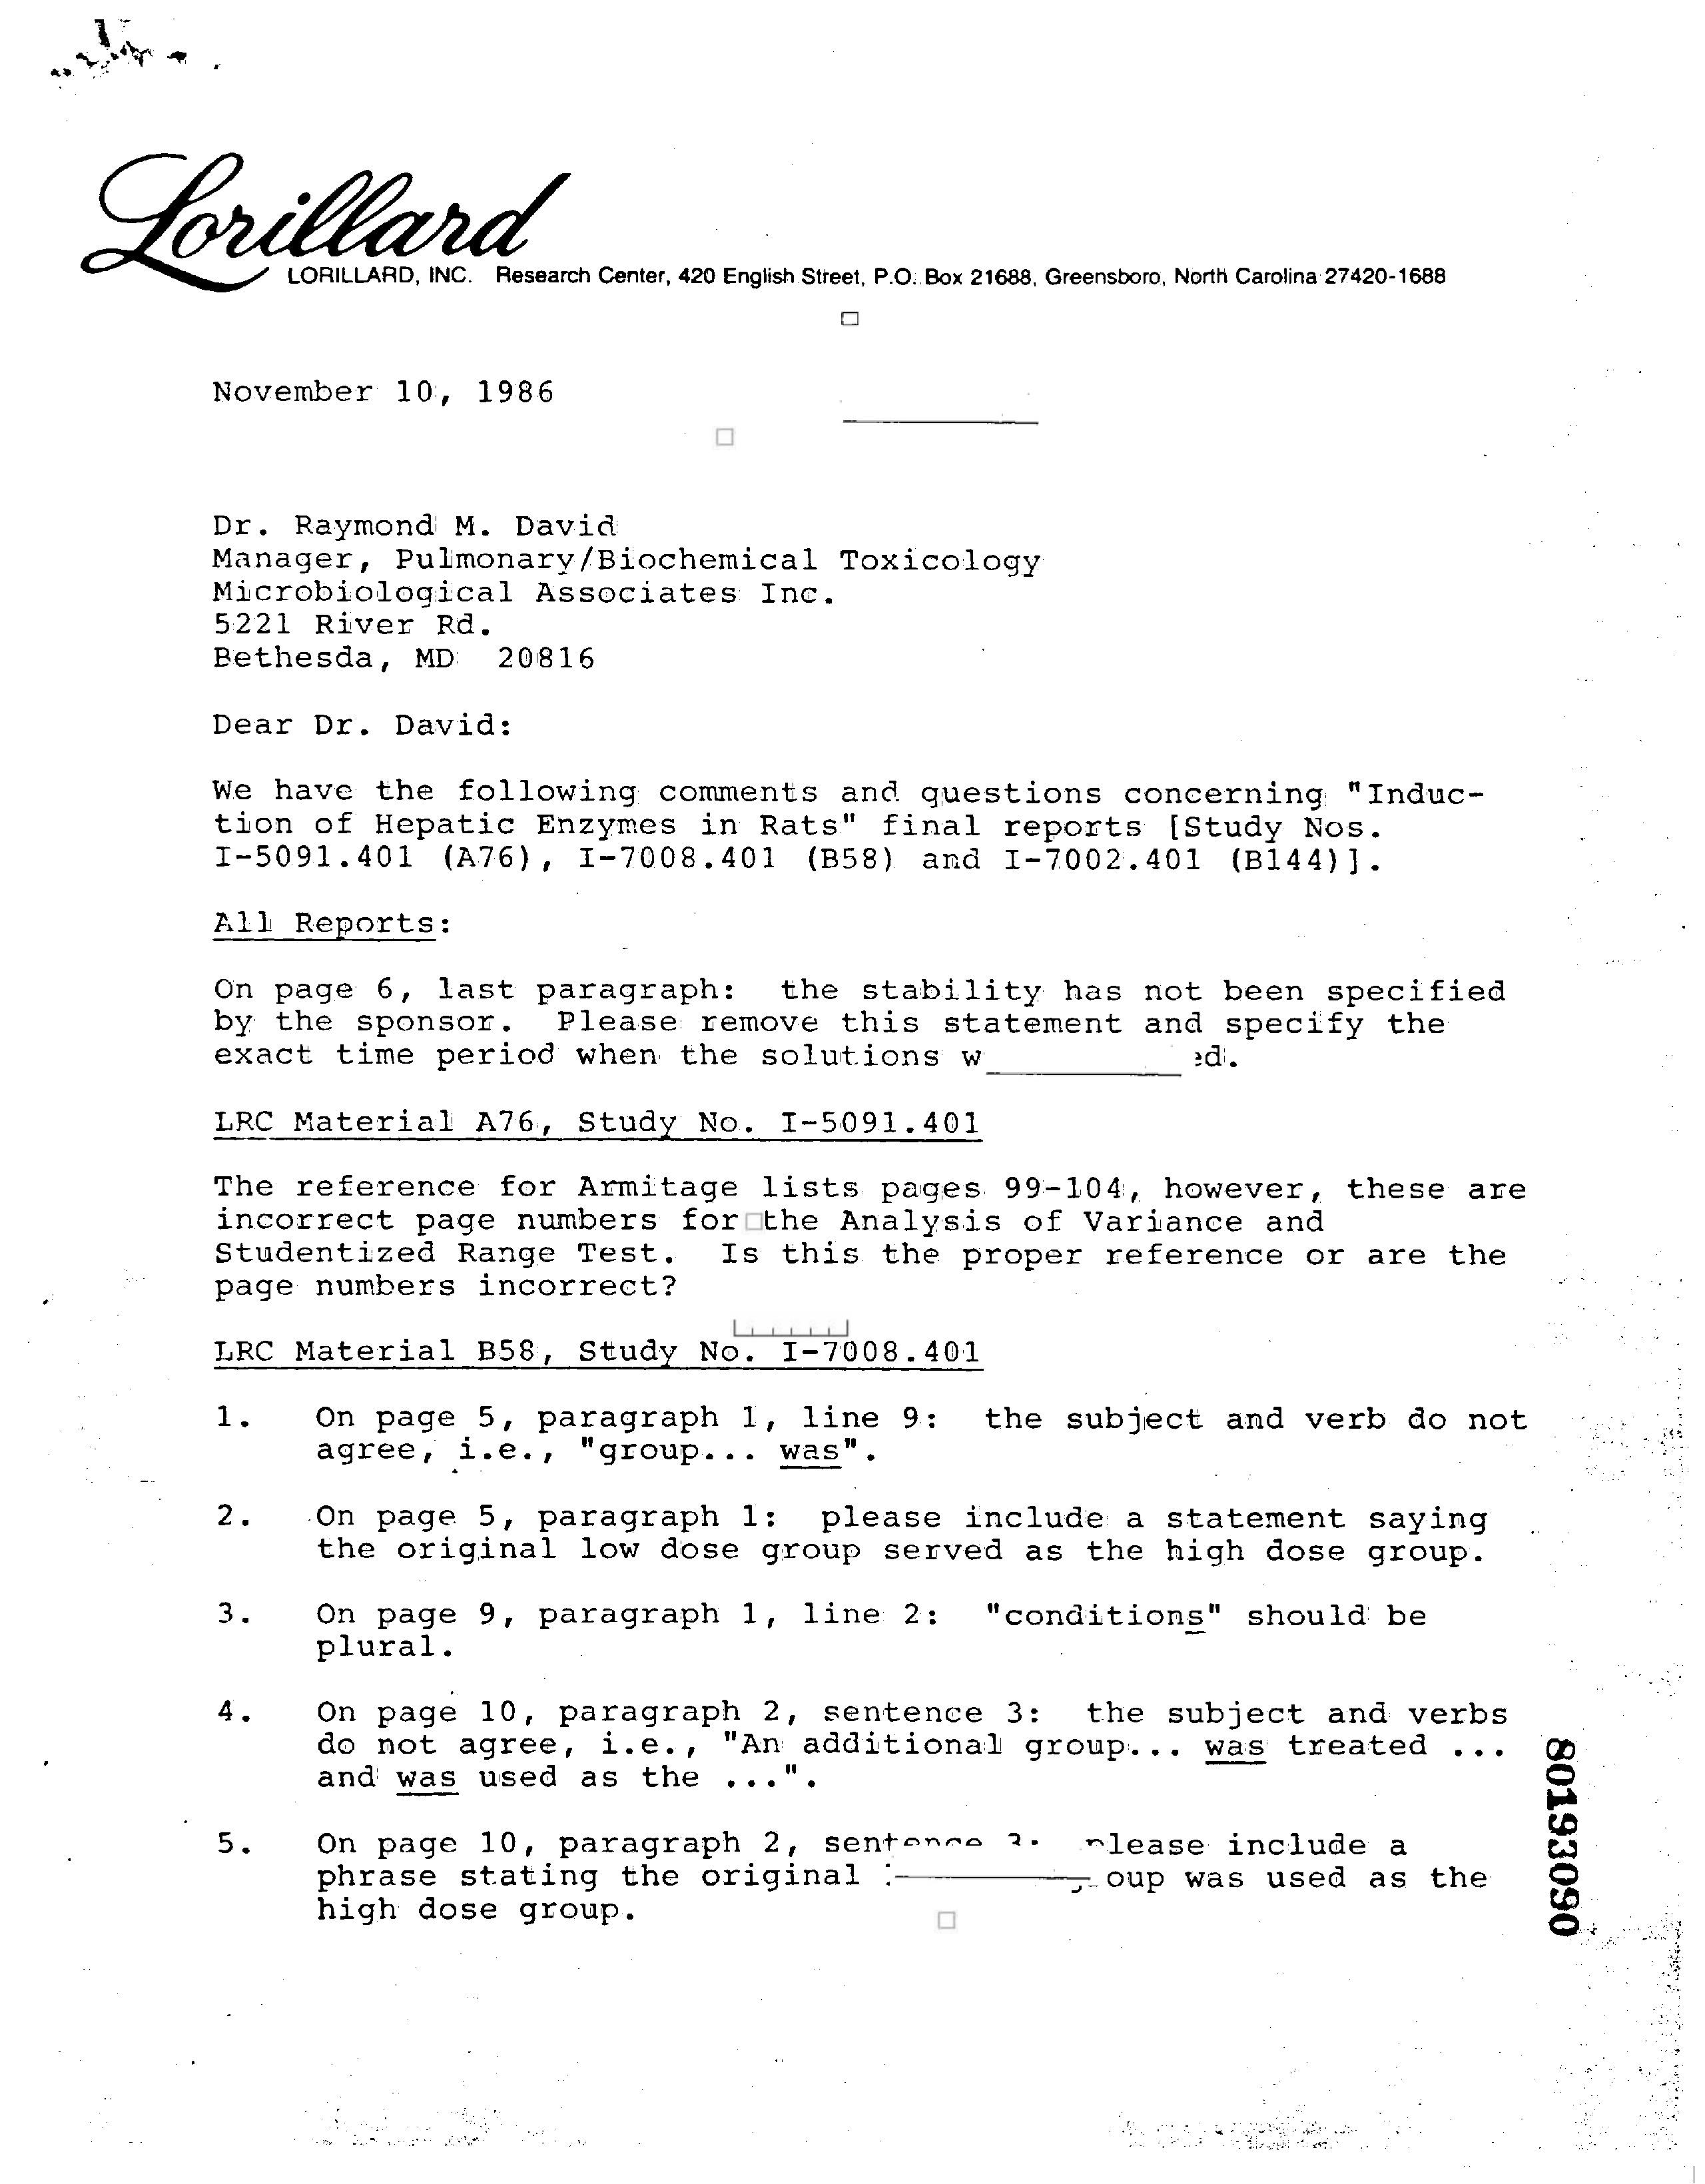 Lorillard
LORILLARD, INC. Research Center, 420 English Street, P.O. Box 21688, Greensboro, North Carolina 27420-1688
November 10, 1986
Dr. Raymond M. David
Manager, Pulmonary/Biochemical Toxicology
Microbiological Associates Inc.
5221 River Rd.
Bethesda, MD 20816
Dear Dr. David:
We have the following comments and questions concerning "Induc-
tion of Hepatic Enzymes in Rats" final reports [Study Nos.
I-5091.401 (A76), I-7008.401 (B58) and I-7002.401 (B144)].
All Reports:
On page 6, last paragraph: the stability has not been specified
by the sponsor. Please remove this statement and specify the
exact time period when the solutions
LRC Material A76, Study No. I-5091.401
The reference for Armitage lists pages 99-104, however, these are
incorrect page numbers for the Analysis of Variance and
Studentized Range Test. Is this the proper reference or are the
page numbers incorrect?
LRC Material B58, Study No. I-7008.401
1. On page 5, paragraph 1, line 9: the subject and verb do not
agree, i.e., "group... was".
2. On page 5, paragraph 1: please include a statement saying
the original low dose group served as the high dose group.
3. On page 9, paragraph 1, line 2: "conditions" should be
plural.
4. On page 10, paragraph 2, sentence 3: the subject and verbs
do not agree, i.e., "An additional group... was treated ...
and was used as the ...".
5. On page 10, paragraph 2, include a
phrase stating the original was used as the
high dose group.
80193090